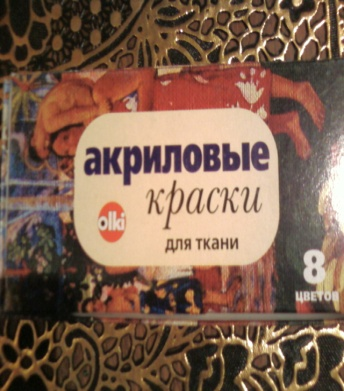 акриловые
краски
olki
для ткани
8
цветов